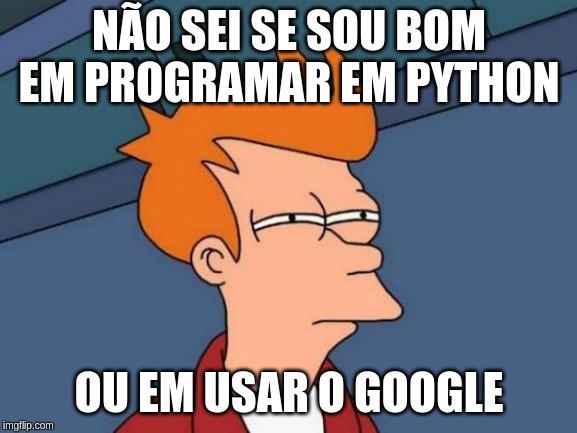 NÃO SEI SE SOU BOM
EM PROGRAMAR EM PYTHON
OU EM USAR O GOOGLE
imgflip.com